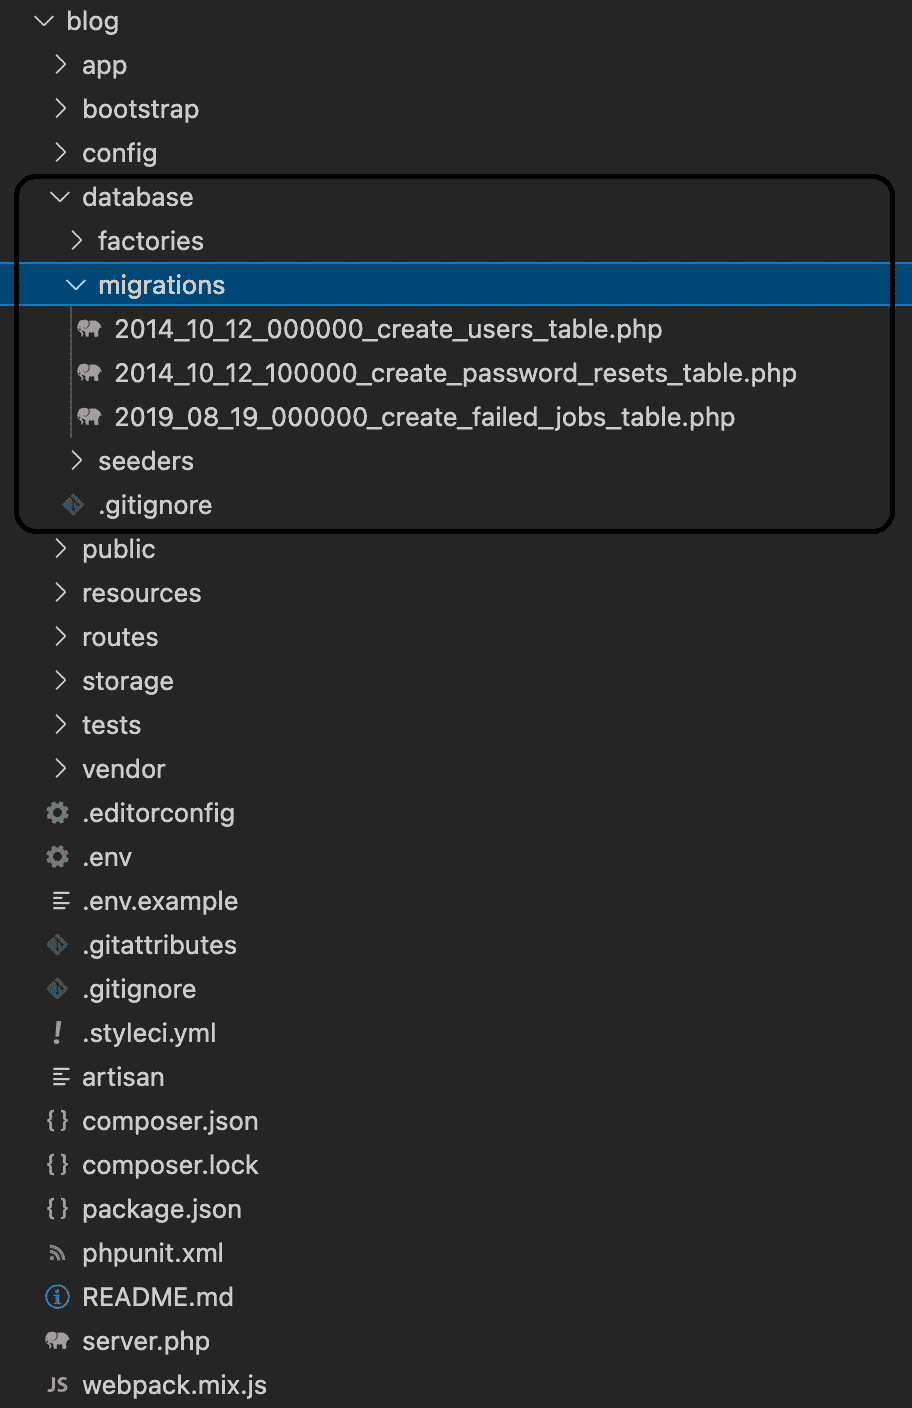 blog
app
bootstrap
config
database
factories
migrations
2014_10_12_000000_create_users_table.php
2014_10_12_100000_create_password_resets_table.php
2019_08_19_000000_create_failed_jobs_table.php
seeders
.gitignore
public
resources
routes
storage
tests
vendor
.editorconfig
.env
.env.example
.gitattributes
.gitignore
! .styleci.yml
artisan
{} composer.json
{} composer.lock
{} package.json
phpunit.xml
README.md
server.php
JS webpack.mix.js